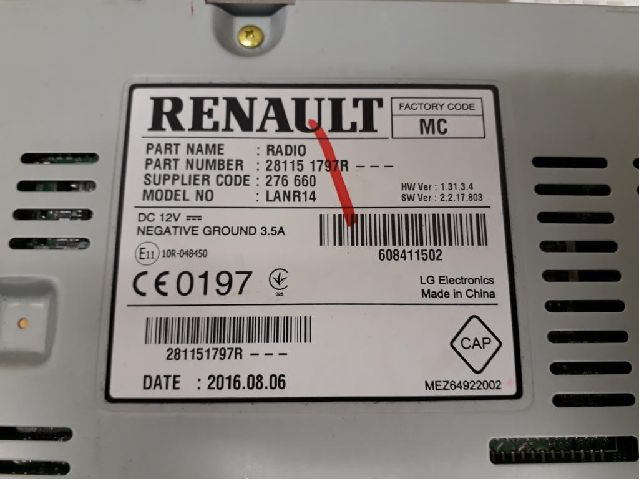 RENAULT
FACTORY CODE
MC
PART NAME : RADIO
PART NUMBER : 28115 1797R - - -
SUPPLIER CODE : 276 660
MODEL NO : LANR14
HW Ver : 1.31.3.4
SW Ver : 2.2.17.803
DC 12V
NEGATIVE GROUND 3.5A
608411502
E11 10R-048450
CE0197
LG Electronics
Made in China
281151797R - - -
CAP
DATE : 2016.08.06
MEZ64922002